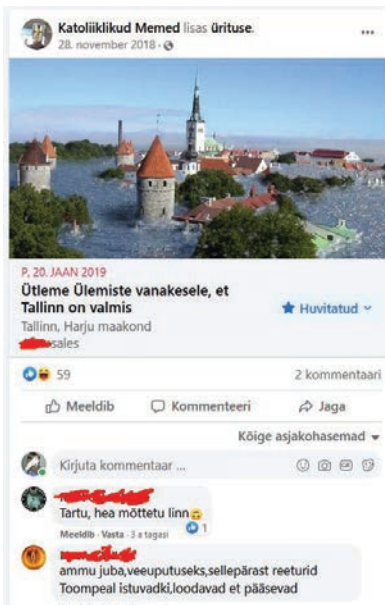 Katoliiklikud Memed lisas ürituse.
28. november 2018 ·
P, 20. JAAN 2019
Ütleme Ülemiste vanakesele, et
Tallinn on valmis
Huvitatud
Tallinn, Harju maakond
sales
59
2 kommentaari
Meeldib
Kommenteeri
Jaga
Kõige asjakohasemad
Kirjuta kommentaar ...
GIF
Tartu, hea mõttetu linn
Meeldib · Vasta · 3 a tagasi
1
ammu juba,veeuputuseks,sellepärast reeturid
Toompeal istuvadki,loodavad et pääsevad